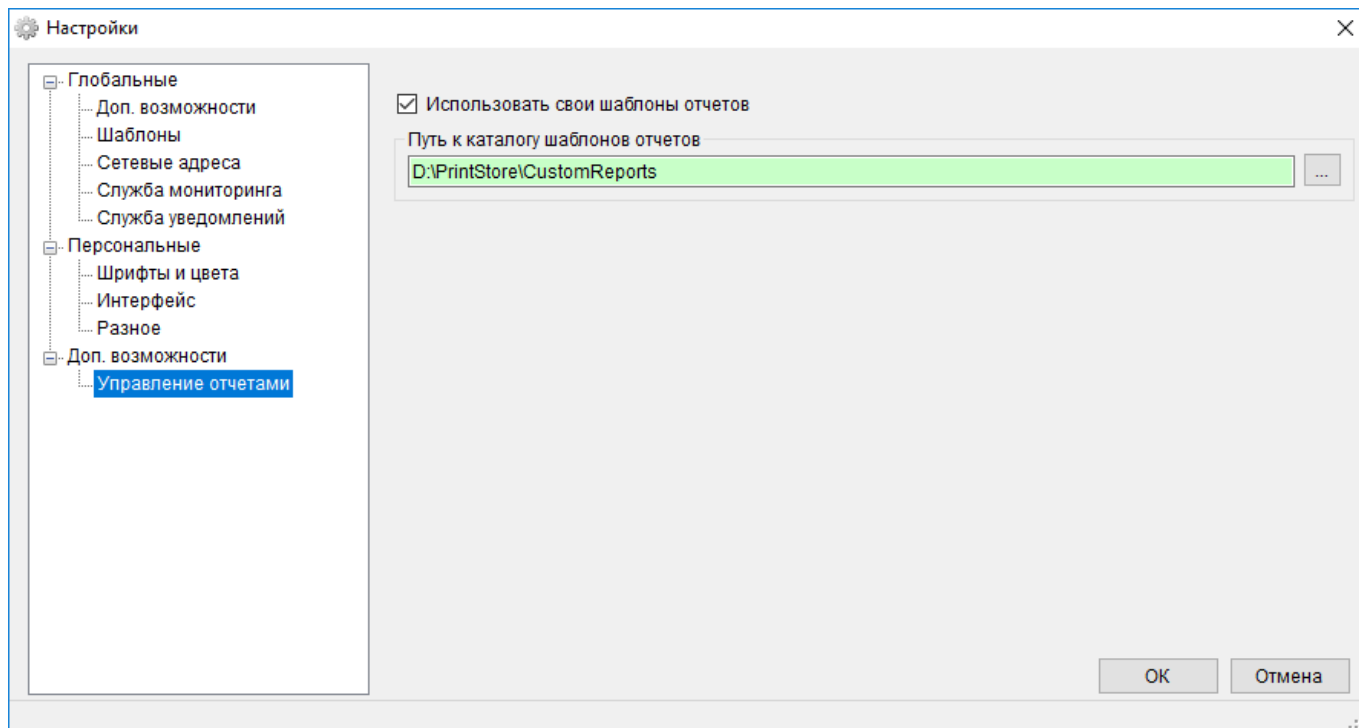 Настройки
Глобальные
Доп. возможности
Шаблоны
Сетевые адреса
Служба мониторинга
Служба уведомлений
Персональные
Шрифты и цвета
Интерфейс
Разное
Доп. возможности
Управление отчетами
Использовать свои шаблоны отчетов
Путь к каталогу шаблонов отчетов
D:\PrintStore\CustomReports
...
ОК
Отмена